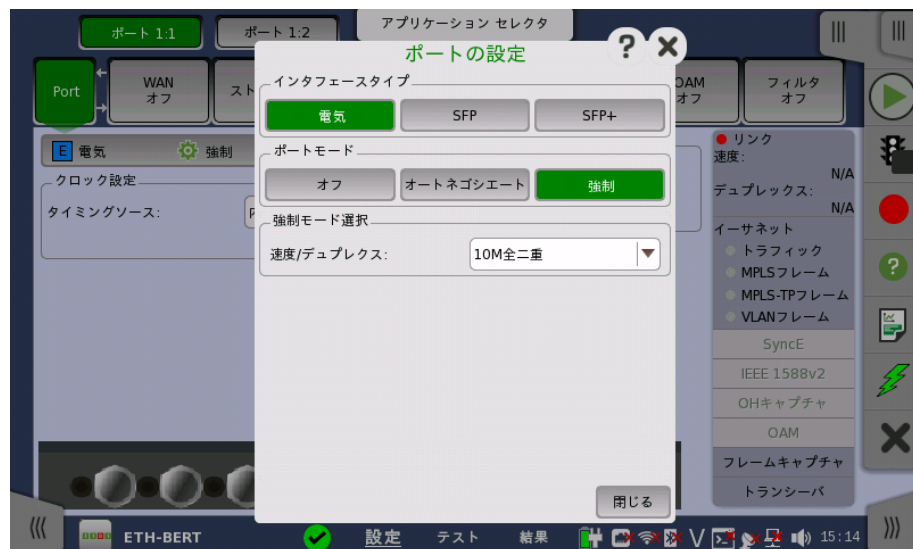 ポート 1:1
ポート 1:2
アプリケーション セレクタ
ポートの設定
Port
WAN
オフ
スト
OAM
オフ
フィルタ
オフ
インタフェースタイプ
電気
SFP
SFP+
ポートモード
オフ
オートネゴシエート
強制
強制モード選択
速度/デュプレクス:
10M全二重
閉じる
E 電気
強制
クロック設定
タイミングソース:
リンク
速度:
N/A
デュプレックス:
N/A
イーサネット
トラフィック
MPLSフレーム
MPLS-TPフレーム
VLANフレーム
SyncE
IEEE 1588v2
OHキャプチャ
OAM
フレームキャプチャ
トランシーバ
ETH-BERT
設定
テスト
結果
V
15:14